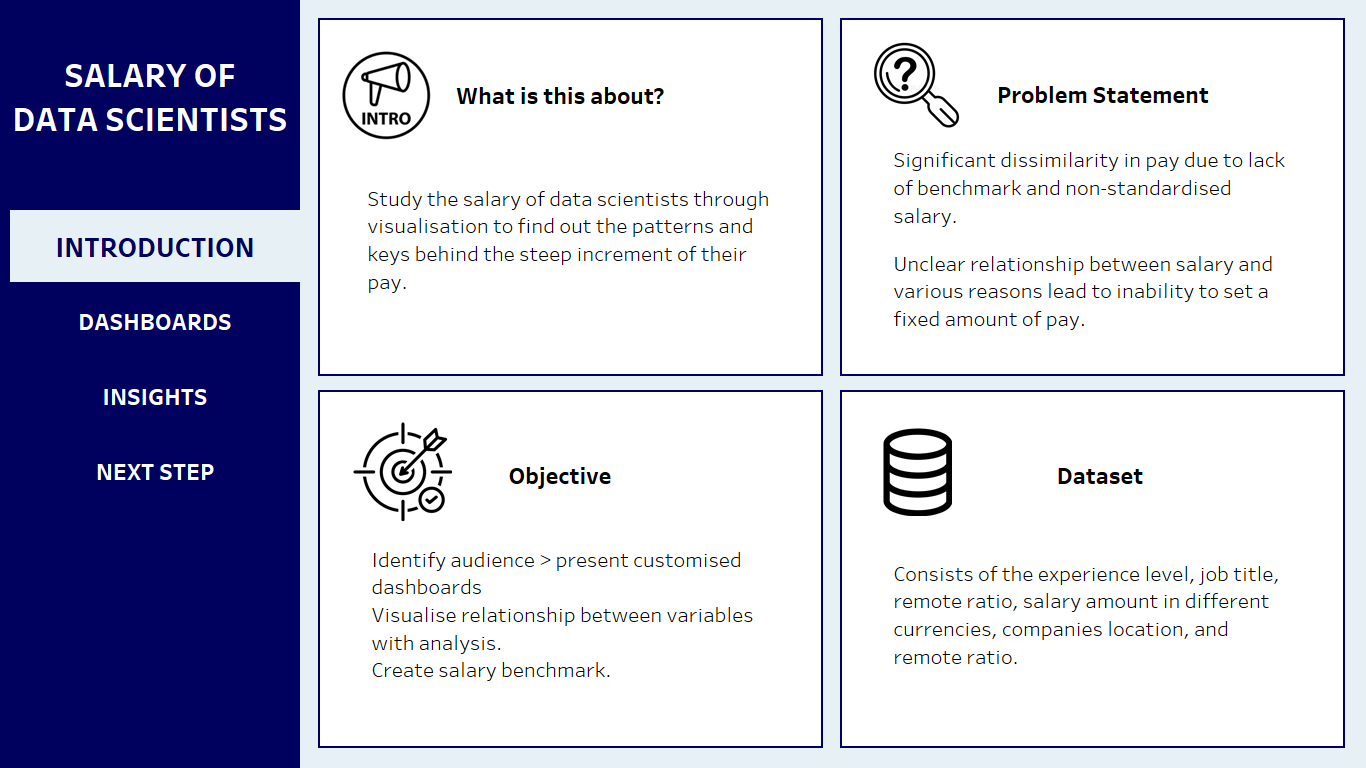 SALARY OF
DATA SCIENTISTS
INTRODUCTION
DASHBOARDS
INSIGHTS
NEXT STEP
INTRO
What is this about?
Study the salary of data scientists through
visualisation to find out the patterns and
keys behind the steep increment of their
pay.
?
Problem Statement
Significant dissimilarity in pay due to lack
of benchmark and non-standardised
salary.
Unclear relationship between salary and
various reasons lead to inability to set a
fixed amount of pay.
Objective
Identify audience > present customised
dashboards
Visualise relationship between variables
with analysis.
Create salary benchmark.
Dataset
Consists of the experience level, job title,
remote ratio, salary amount in different
currencies, companies location, and
remote ratio.